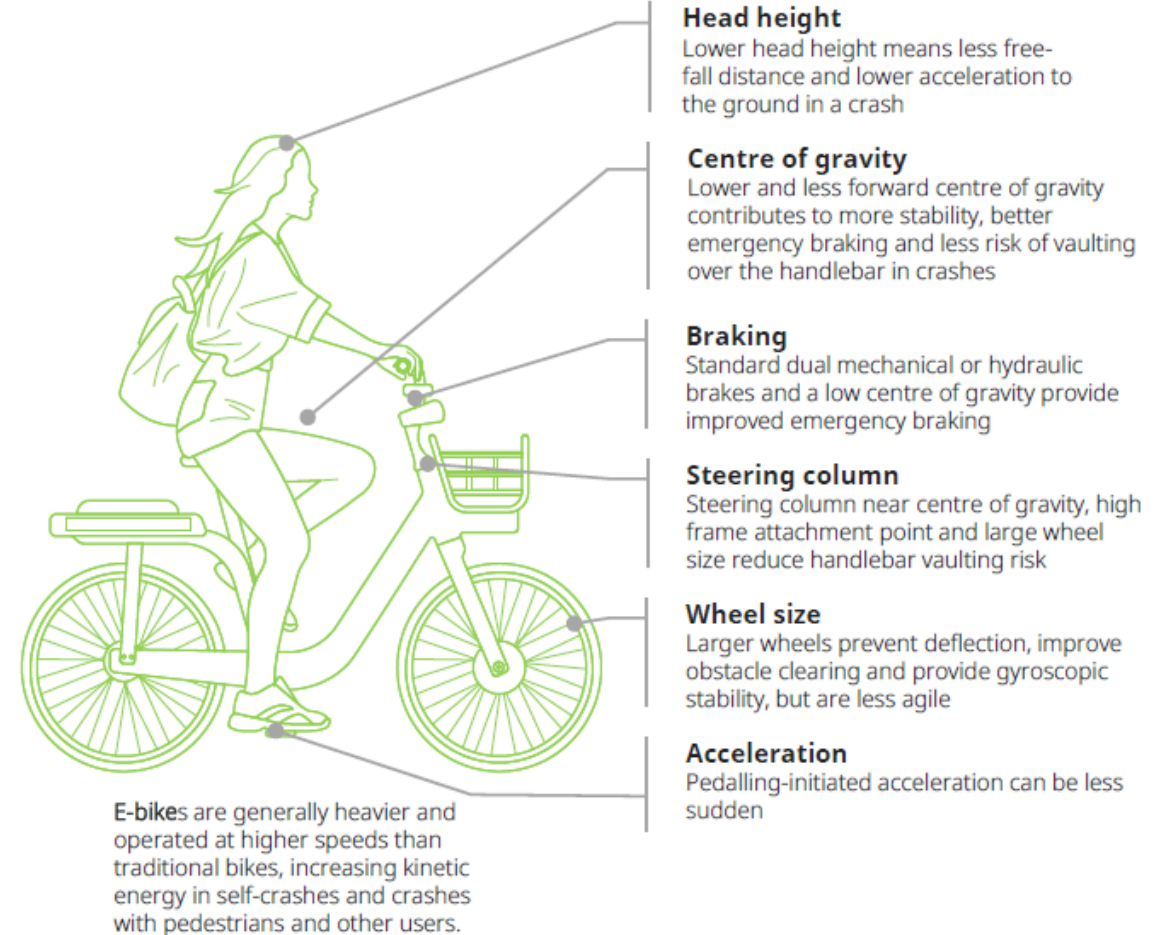 Head height
Lower head height means less free-
fall distance and lower acceleration to
the ground in a crash
Centre of gravity
Lower and less forward centre of gravity
contributes to more stability, better
emergency braking and less risk of vaulting
over the handlebar in crashes
Braking
Standard dual mechanical or hydraulic
brakes and a low centre of gravity provide
improved emergency braking
Steering column
Steering column near centre of gravity, high
frame attachment point and large wheel
size reduce handlebar vaulting risk
Wheel size
Larger wheels prevent deflection, improve
obstacle clearing and provide gyroscopic
stability, but are less agile
Acceleration
Pedalling-initiated acceleration can be less
sudden
E-bikes are generally heavier and
operated at higher speeds than
traditional bikes, increasing kinetic
energy in self-crashes and crashes
with pedestrians and other users.